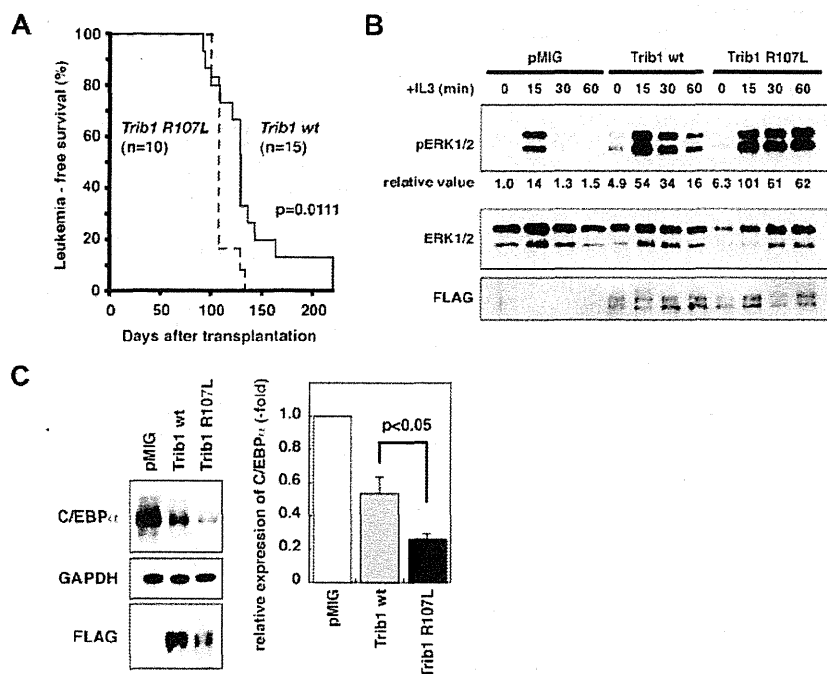 A
Leukemia - free survival (%)
100
80
60
40
20
0
Trib1 R107L
(n=10)
Trib1 wt
(n=15)
p=0.0111
0 50 100 150 200
Days after transplantation
B
pMIG Trib1 wt Trib1 R107L
+IL3 (min) 0 15 30 60 0 15 30 60 0 15 30 60
pERK1/2
relative value 1.0 14 1.3 1.5 4.9 54 34 16 6.3 101 61 62
ERK1/2
FLAG
C
pMIG
Trib1 wt
Trib1 R107L
C/EBPα
GAPDH
FLAG
relative expression of C/EBPα (-fold)
1.0
0.8
0.6
0.4
0.2
0
p<0.05
pMIG
Trib1 wt
Trib1 R107L